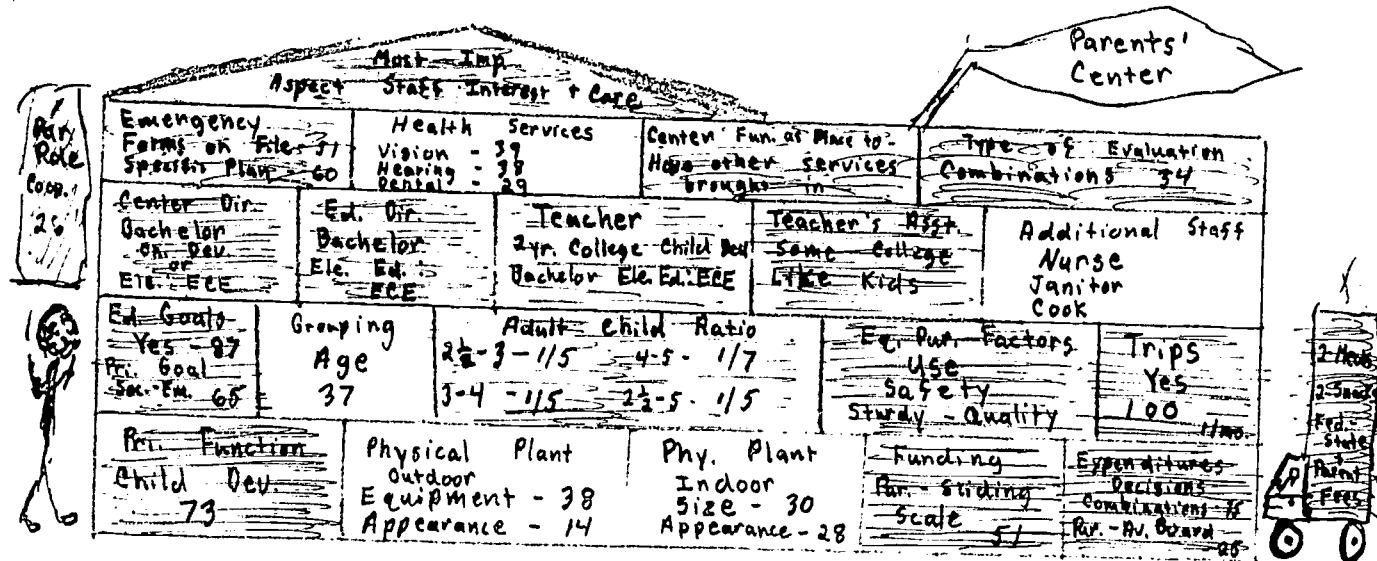 Parents'
Center
Most Imp
Aspect Staff Interest + Care
Par
Role
Coop.
26
Emergency
Forms on File - 31
Specific Plan - 60
Health Services
Vision - 39
Hearing - 38
Dental - 29
Center Fun. as Place to
Have other services
brought in
Type of Evaluation
Combinations 34
Center Dir.
Bachelor
Ch. Dev.
or
Ele. ECE
Ed. Dir.
Bachelor
Ele. Ed.:
ECE
Teacher
2yr. College Child Dev
Bachelor Ele. Ed.:ECE
Teacher's Asst.
Some College
Like Kids
Additional Staff
Nurse
Janitor
Cook
Ed. Goals
Yes - 87
Pri. Goal
Soc.-Em. 65
Grouping
Age
37
Adult Child Ratio
2½-3 - 1/5 4-5 - 1/7
3-4 - 1/5 2½-5 - 1/5
Eq. Pur. Factors
Use
Safety
Sturdy - Quality
Trips
Yes
100
1/mo.
Pri. Function
Child Dev.
73
Physical Plant
Outdoor
Equipment - 38
Appearance - 14
Phy. Plant
Indoor
Size - 30
Appearance - 28
Funding
Par. - Sliding
Scale
51
Expenditures
Decisions
Combinations
Par. - Av. Board
2-Meals
2-Snacks
Fed.-
State
+
Parent
Fees